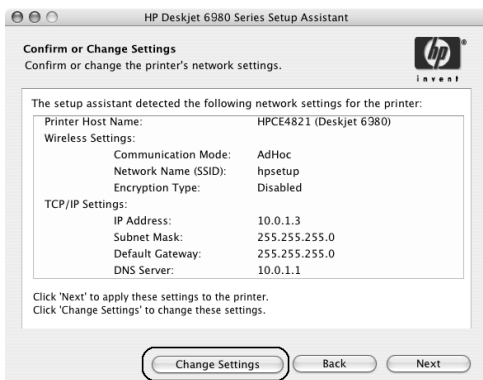 HP Deskjet 6980 Series Setup Assistant
Confirm or Change Settings
Confirm or change the printer's network settings.
hp
®
invent
The setup assistant detected the following network settings for the printer:
Printer Host Name: HPCE4821 (Deskjet 6980)
Wireless Settings:
Communication Mode: AdHoc
Network Name (SSID): hpsetup
Encryption Type: Disabled
TCP/IP Settings:
IP Address: 10.0.1.3
Subnet Mask: 255.255.255.0
Default Gateway: 255.255.255.0
DNS Server: 10.0.1.1
Click 'Next' to apply these settings to the printer.
Click 'Change Settings' to change these settings.
Change Settings Back Next